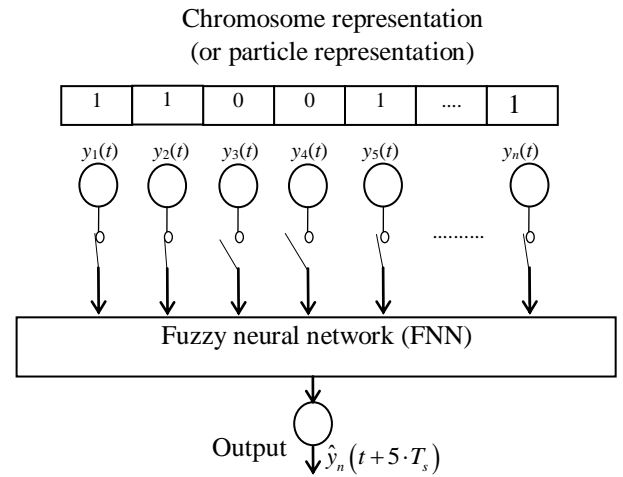 Chromosome representation
(or particle representation)
1 1 0 0 1 .... 1
y₁(t) y₂(t) y₃(t) y₄(t) y₅(t) yₙ(t)
..........
Fuzzy neural network (FNN)
Output ŷₙ(t+5·Tₛ)